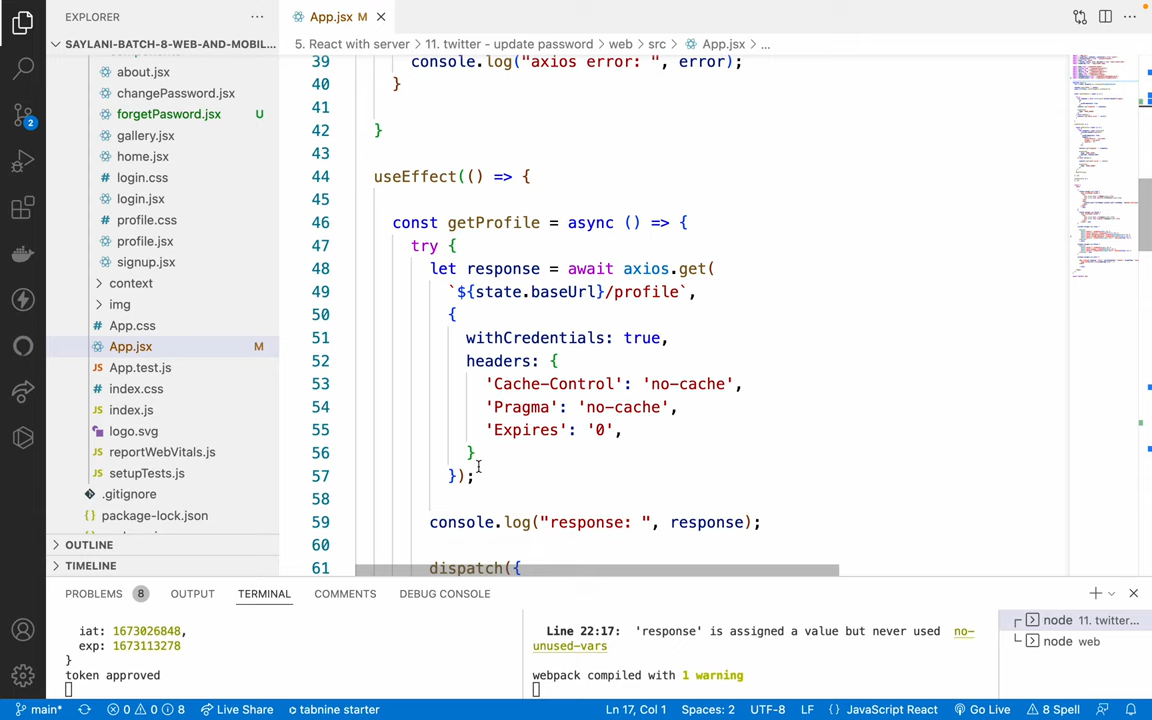 EXPLORER
App.jsx M
SAYLANI-BATCH-8-WEB-AND-MOBIL...
5. React with server > 11. twitter - update password > web > src > App.jsx > ...
about.jsx
changePassword.jsx
forgetPasword.jsx U
gallery.jsx
home.jsx
login.css
login.jsx
profile.css
profile.jsx
signup.jsx
context
img
App.css
App.jsx M
App.test.js
index.css
index.js
logo.svg
reportWebVitals.js
setupTests.js
.gitignore
package-lock.json
OUTLINE
TIMELINE
39 console.log("axios error: ", error);
40 }
41
42 }
43
44 useEffect(() => {
45
46 const getProfile = async () => {
47 try {
48 let response = await axios.get(
49 `${state.baseUrl}/profile`,
50 {
51 withCredentials: true,
52 headers: {
53 'Cache-Control': 'no-cache',
54 'Pragma': 'no-cache',
55 'Expires': '0',
56 }
57 });
58
59 console.log("response: ", response);
60
61 dispatch({
PROBLEMS 8 OUTPUT TERMINAL COMMENTS DEBUG CONSOLE
iat: 1673026848,
exp: 1673113278
}
token approved
Line 22:17: 'response' is assigned a value but never used no-
unused-vars
webpack compiled with 1 warning
node 11. twitter...
node web
2
main* 0 0 8 Live Share tabnine starter Ln 17, Col 1 Spaces: 2 UTF-8 LF {} JavaScript React Go Live 8 Spell